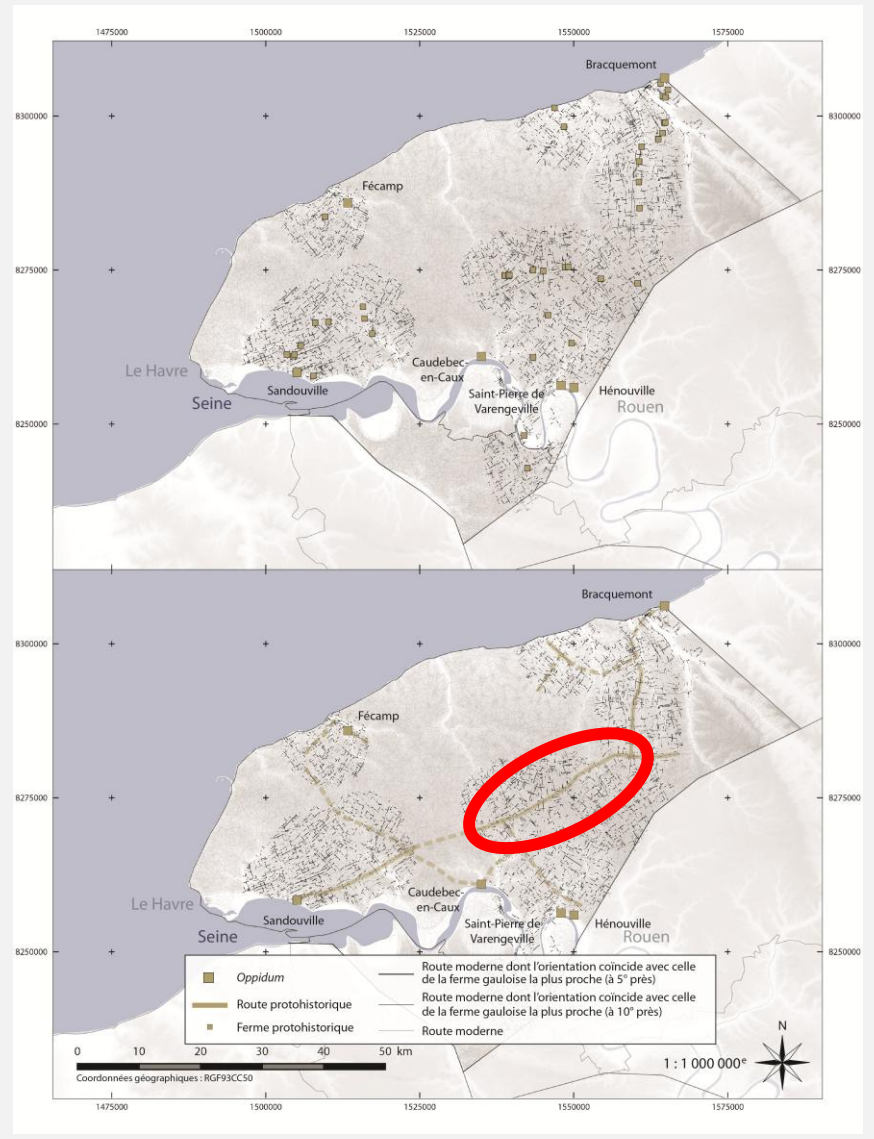 1475000 1500000 1525000 1550000 1575000
Bracquemont
8300000 8300000
Fécamp
8275000 8275000
Caudebec-
en-Caux
Le Havre
Sandouville
Saint-Pierre de
Varengeville
Hénouville
Seine
Rouen
8250000 8250000
Bracquemont
8300000 8300000
Fécamp
8275000 8275000
Caudebec-
en-Caux
Le Havre
Sandouville
Saint-Pierre de
Varengeville
Hénouville
Seine
Rouen
8250000 8250000
Oppidum
Route protohistorique
Ferme protohistorique
Route moderne dont l'orientation coïncide avec celle
de la ferme gauloise la plus proche (à 5° près)
Route moderne dont l'orientation coïncide avec celle
de la ferme gauloise la plus proche (à 10° près)
Route moderne
N
0 10 20 30 40 50 km
1 : 1 000 000e
Coordonnées géographiques : RGF93CC50
1475000 1500000 1525000 1550000 1575000